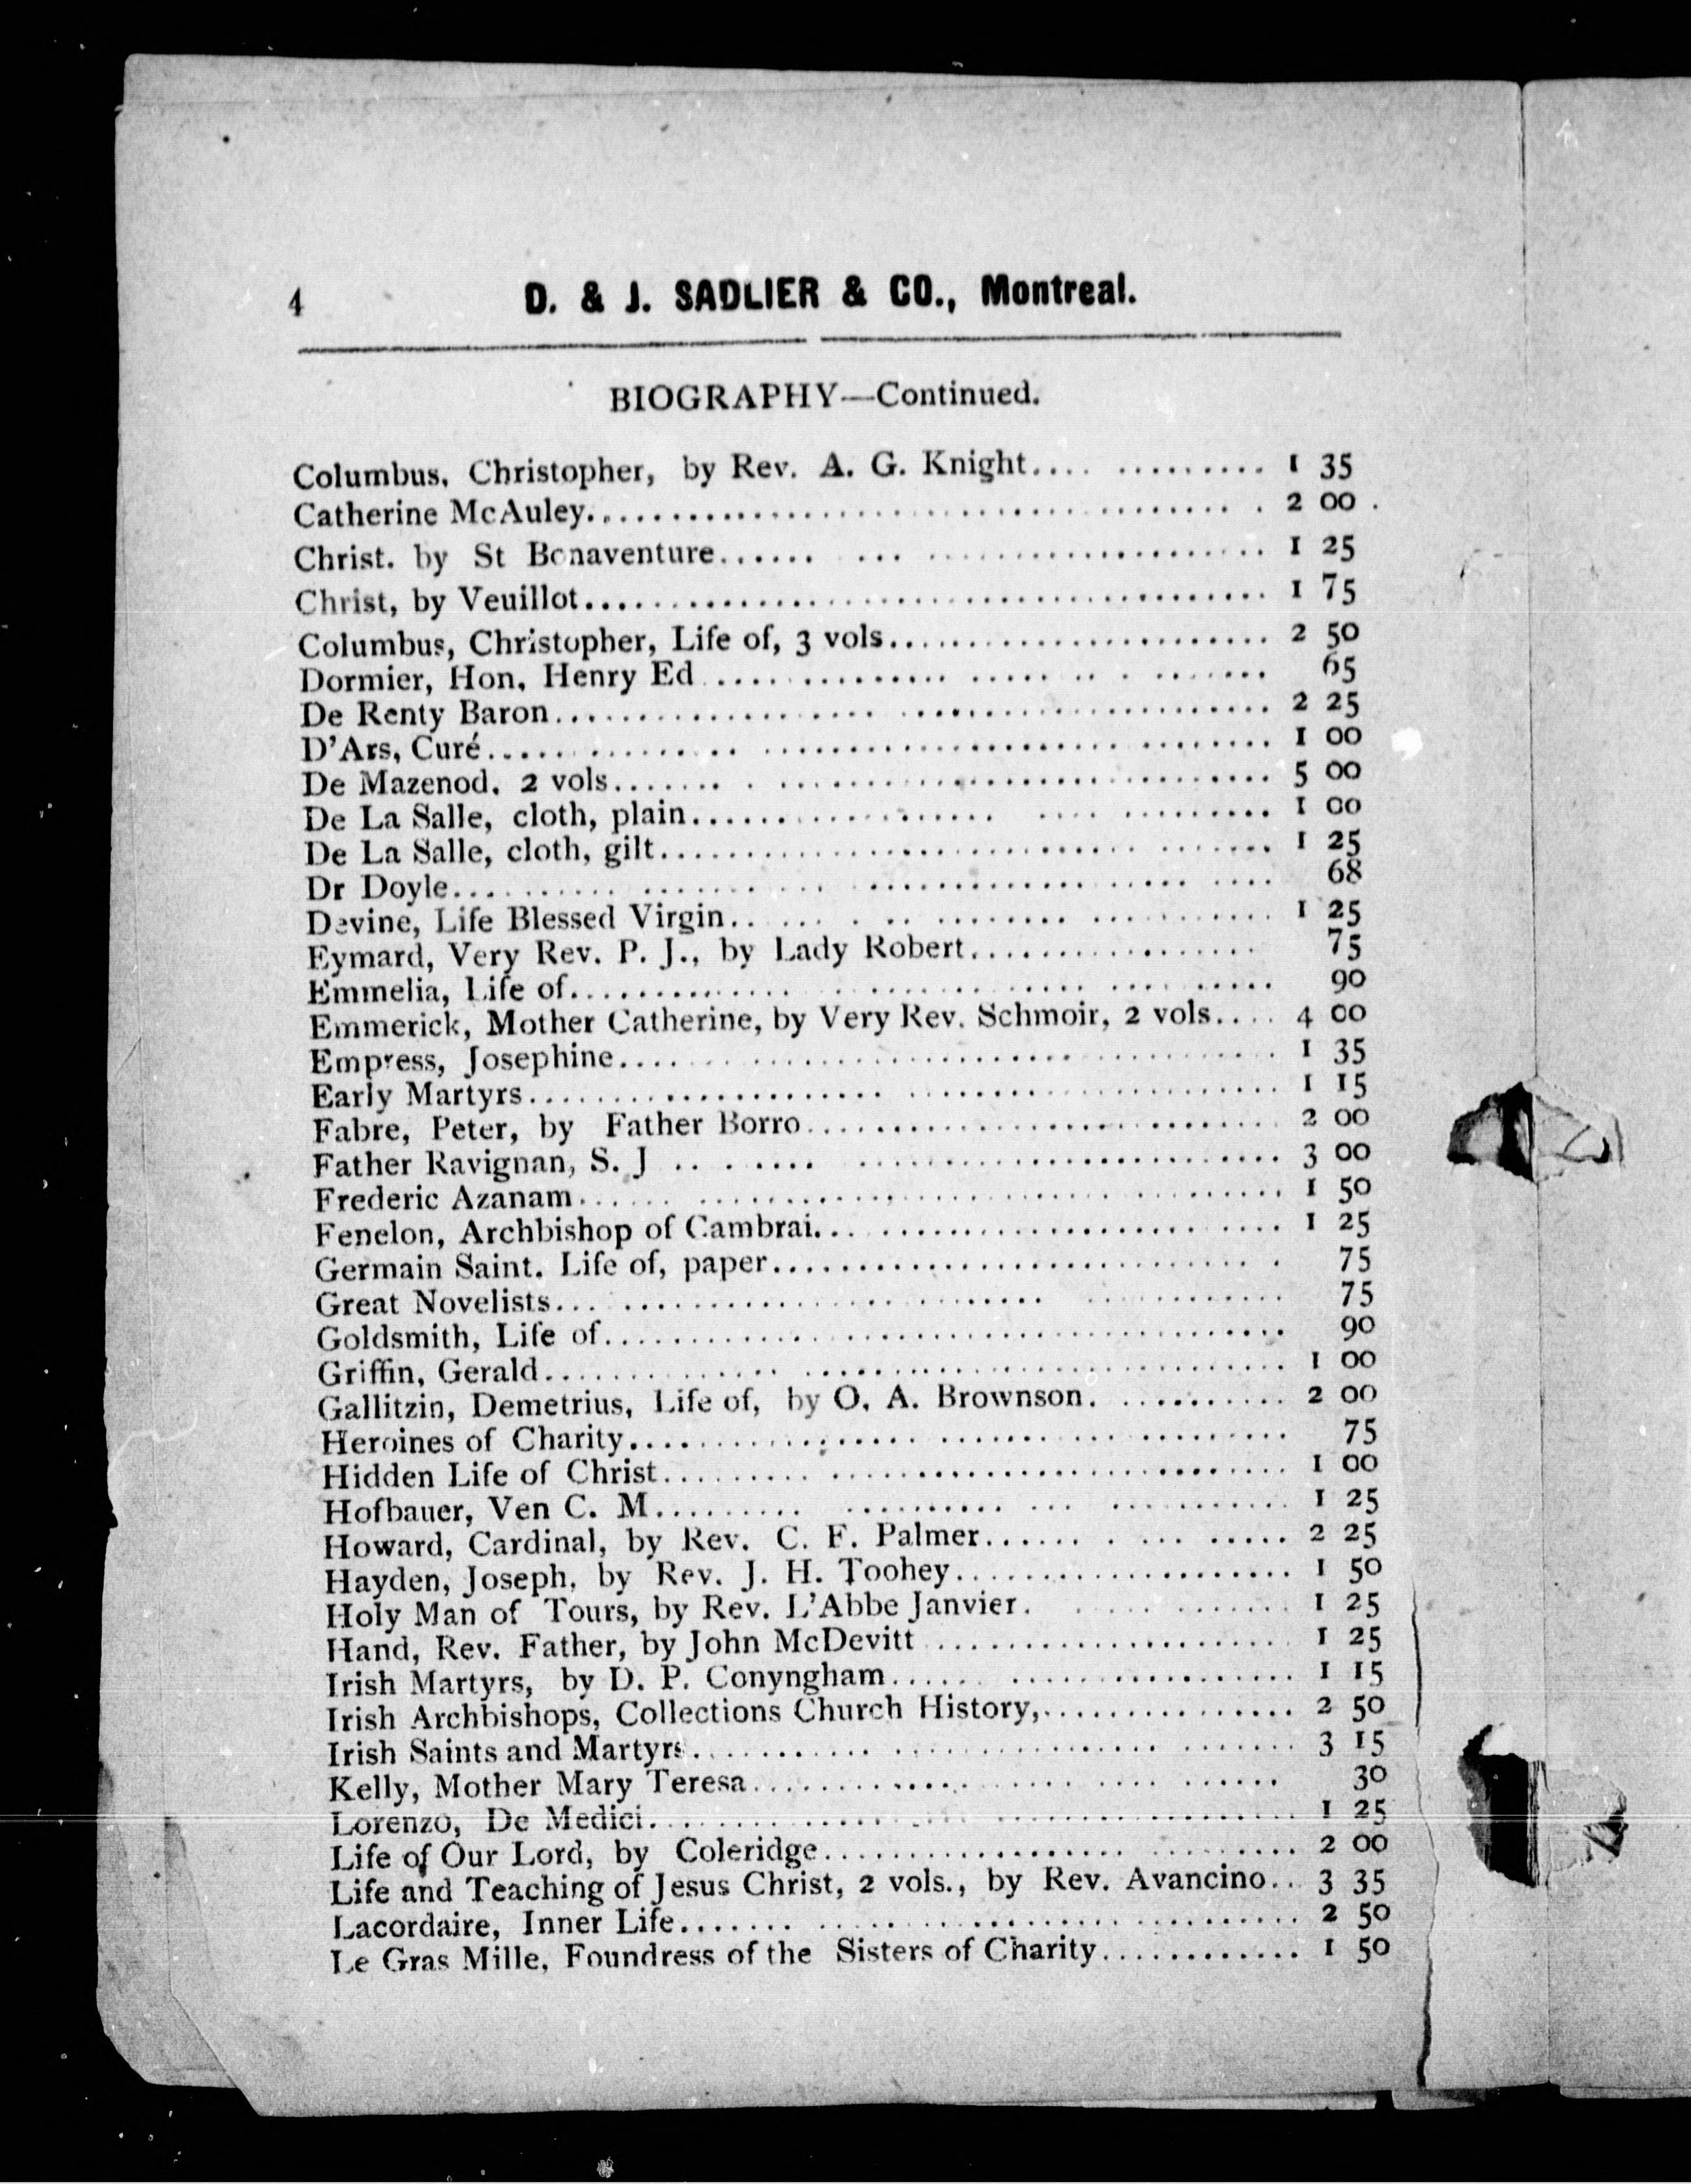 4 D. & J. SADLIER & CO., Montreal.
BIOGRAPHY—Continued.
Columbus, Christopher, by Rev. A. G. Knight.... ......... 1 35
Catherine McAuley........................................ 2 00
Christ. by St Bonaventure...... ... ..................... 1 25
Christ, by Veuillot...................................... 1 75
Columbus, Christopher, Life of, 3 vols................... 2 50
Dormier, Hon. Henry Ed .................................. 65
De Renty Baron........................................... 2 25
D'Ars, Curé.............................................. 1 00
De Mazenod. 2 vols....................................... 5 00
De La Salle, cloth, plain................................ 1 00
De La Salle, cloth, gilt................................. 1 25
Dr Doyle................................................. 68
Devine, Life Blessed Virgin.............................. 1 25
Eymard, Very Rev. P. J., by Lady Robert.................. 75
Emmelia, Life of......................................... 90
Emmerick, Mother Catherine, by Very Rev. Schmoir, 2 vols.... 4 00
Empress, Josephine....................................... 1 35
Early Martyrs............................................ 1 15
Fabre, Peter, by Father Borro............................ 2 00
Father Ravignan, S. J ................................... 3 00
Frederic Azanam.......................................... 1 50
Fenelon, Archbishop of Cambrai........................... 1 25
Germain Saint. Life of, paper............................ 75
Great Novelists.......................................... 75
Goldsmith, Life of....................................... 90
Griffin, Gerald.......................................... 1 00
Gallitzin, Demetrius, Life of, by O. A. Brownson. .......... 2 00
Heroines of Charity...................................... 75
Hidden Life of Christ.................................... 1 00
Hofbauer, Ven C. M....................................... 1 25
Howard, Cardinal, by Rev. C. F. Palmer................... 2 25
Hayden, Joseph, by Rev. J. H. Toohey..................... 1 50
Holy Man of Tours, by Rev. L'Abbe Janvier. .............. 1 25
Hand, Rev. Father, by John McDevitt ..................... 1 25
Irish Martyrs, by D. P. Conyngham........................ 1 15
Irish Archbishops, Collections Church History,............... 2 50
Irish Saints and Martyrs................................. 3 15
Kelly, Mother Mary Teresa................................ 30
Lorenzo, De Medici....................................... 1 25
Life of Our Lord, by Coleridge........................... 2 00
Life and Teaching of Jesus Christ, 2 vols., by Rev. Avancino.. 3 35
Lacordaire, Inner Life................................... 2 50
Le Gras Mille, Foundress of the Sisters of Charity............ 1 50